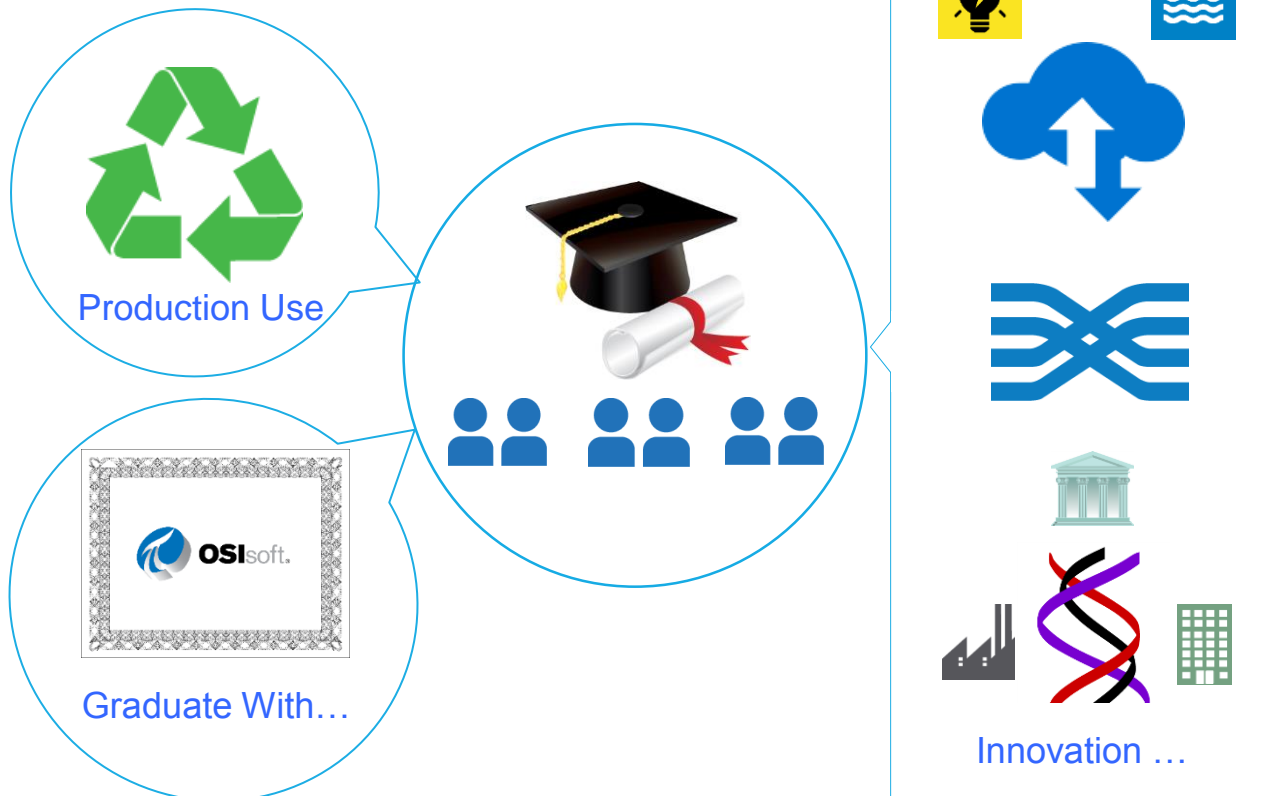 Production Use
OSIsoft.
Graduate With…
Innovation …